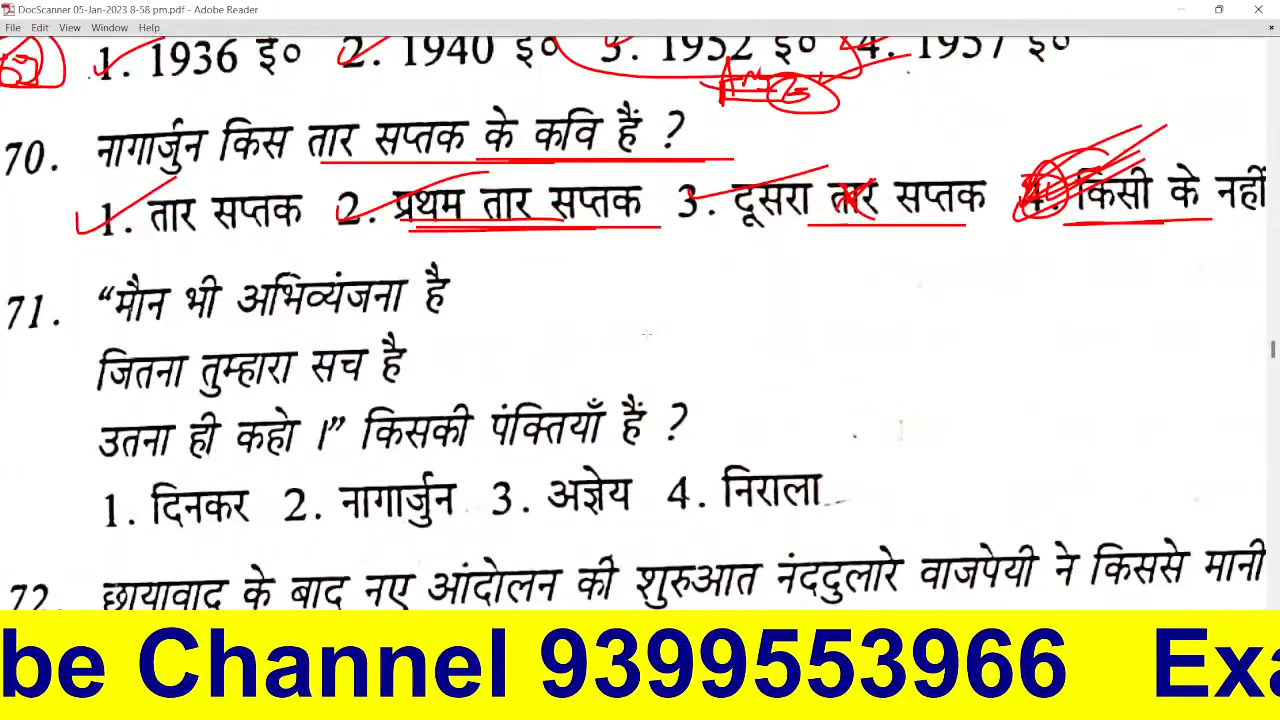 DocScanner 05-Jan-2023 8-58 pm.pdf - Adobe Reader
File Edit View Window Help
1. 1936 इ० 2. 1940 इ० 3. 1952 इ० 4. 1957 इ०
Ans
70. नागार्जुन किस तार सप्तक के कवि हैं ?
1. तार सप्तक 2. प्रथम तार सप्तक 3. दूसरा तार सप्तक 4. किसी के नहीं
71. “मौन भी अभिव्यंजना है
जितना तुम्हारा सच है
उतना ही कहो ।” किसकी पंक्तियाँ हैं ?
1. दिनकर 2. नागार्जुन 3. अज्ञेय 4. निराला
72. छायावाद के बाद नए आंदोलन की शुरुआत नंददुलारे वाजपेयी ने किससे मानी
be Channel 9399553966 Exa